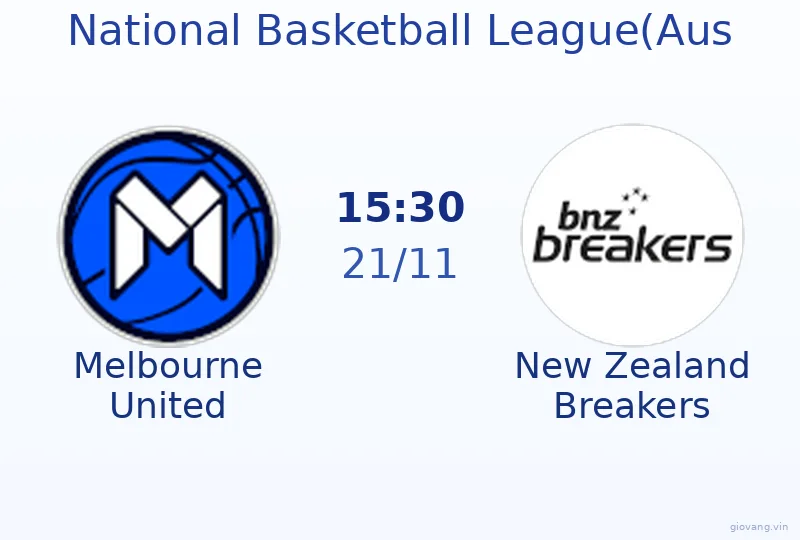 National Basketball League(Aus
15:30
21/11
bnz
breakers
Melbourne
United
New Zealand
Breakers
giovang.vin